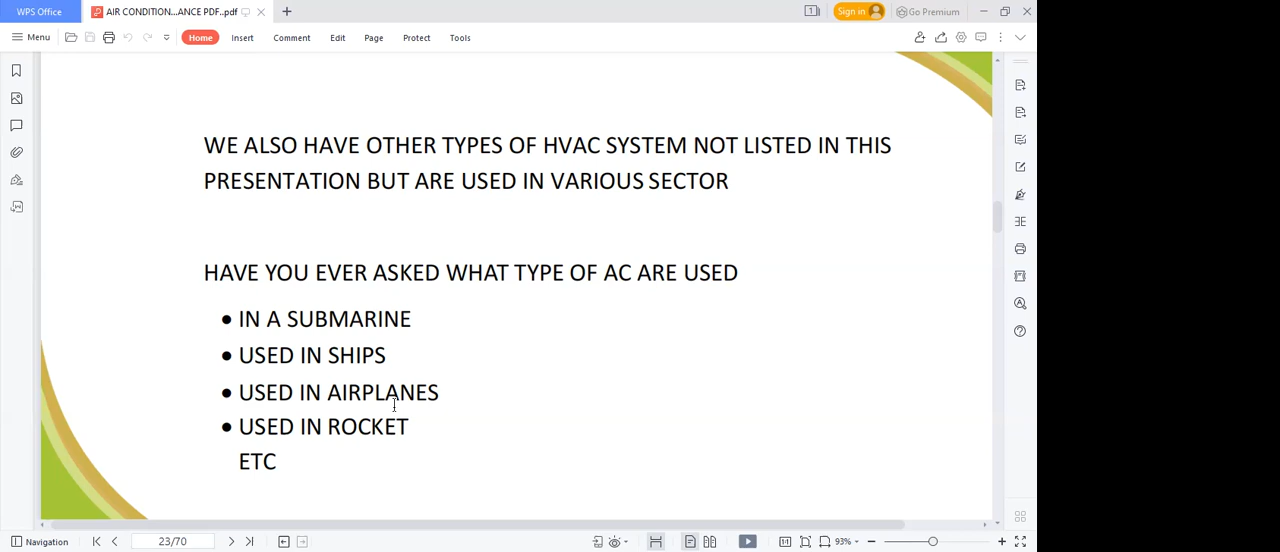 WPS Office
AIR CONDITION...ANCE PDF..pdf
+
1
Sign in
Go Premium
Menu
Home
Insert
Comment
Edit
Page
Protect
Tools
WE ALSO HAVE OTHER TYPES OF HVAC SYSTEM NOT LISTED IN THIS
PRESENTATION BUT ARE USED IN VARIOUS SECTOR
HAVE YOU EVER ASKED WHAT TYPE OF AC ARE USED
• IN A SUBMARINE
• USED IN SHIPS
• USED IN AIRPLANES
• USED IN ROCKET
ETC
Navigation
23/70
93%